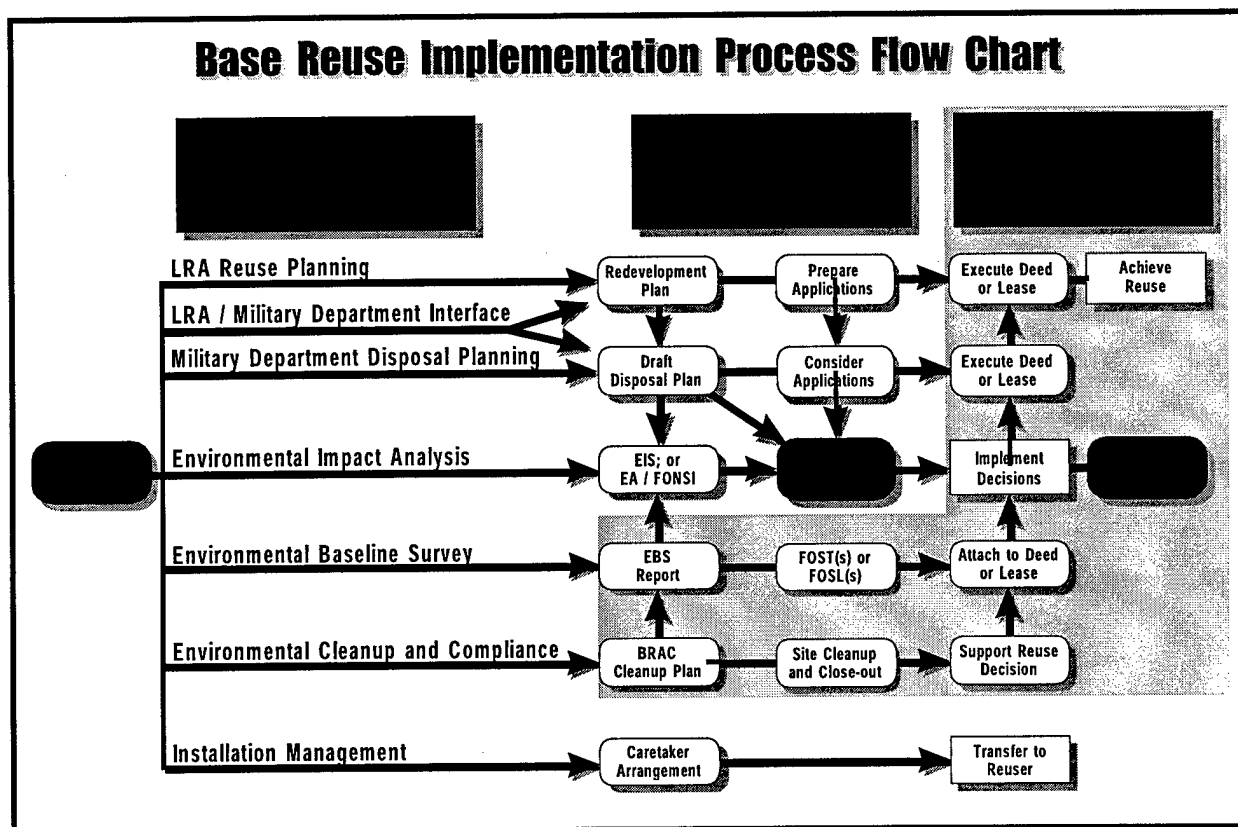 Base Reuse Implementation Process Flow Chart
LRA Reuse Planning
Redevelopment
Plan
Prepare
Applications
Execute Deed
or Lease
Achieve
Reuse
LRA / Military Department Interface
Military Department Disposal Planning
Draft
Disposal Plan
Consider
Applications
Execute Deed
or Lease
Environmental Impact Analysis
EIS; or
EA / FONSI
Implement
Decisions
Environmental Baseline Survey
EBS
Report
FOST(s) or
FOSL(s)
Attach to Deed
or Lease
Environmental Cleanup and Compliance
BRAC
Cleanup Plan
Site Cleanup
and Close-out
Support Reuse
Decision
Installation Management
Caretaker
Arrangement
Transfer to
Reuser